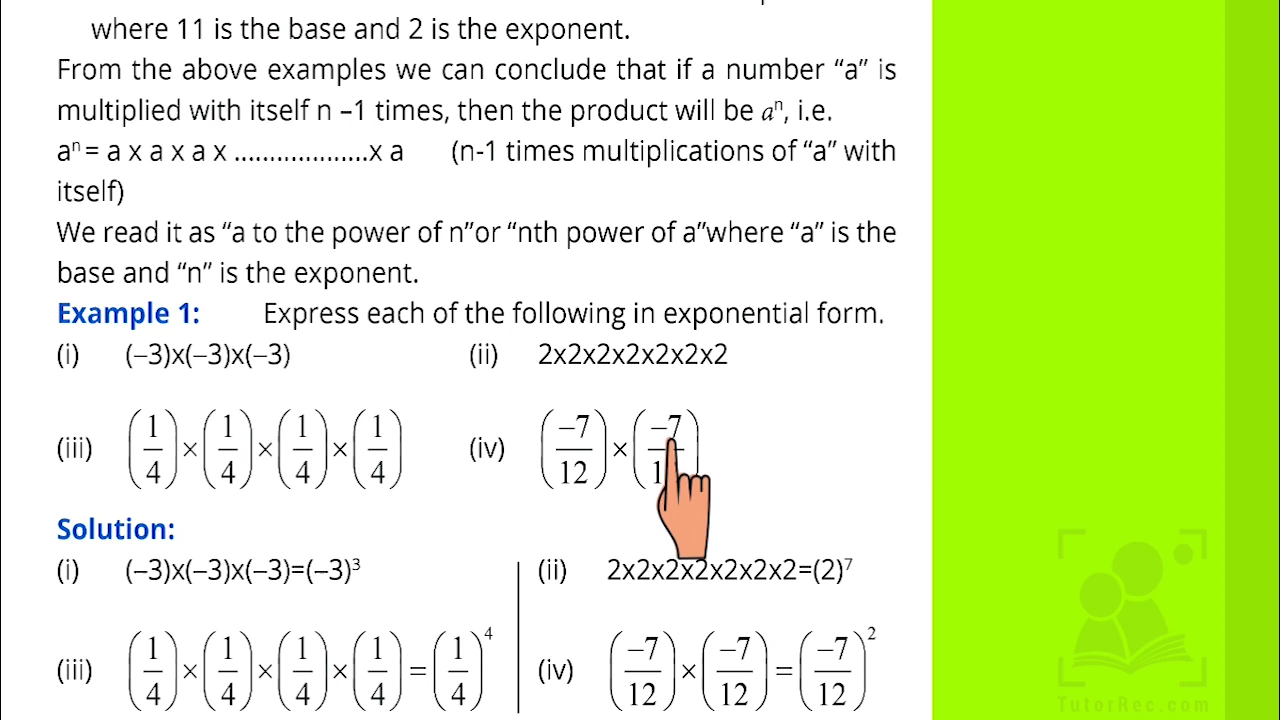 where 11 is the base and 2 is the exponent.
From the above examples we can conclude that if a number “a” is
multiplied with itself n –1 times, then the product will be aⁿ, i.e.
aⁿ = a x a x a x ...................x a (n-1 times multiplications of “a” with
itself)
We read it as “a to the power of n”or “nth power of a”where “a” is the
base and “n” is the exponent.
Example 1: Express each of the following in exponential form.
(i) (–3)x(–3)x(–3) (ii) 2x2x2x2x2x2x2
(iii) (1/4)×(1/4)×(1/4)×(1/4) (iv) (–7/12)×(–7/1)
Solution:
(i) (–3)x(–3)x(–3)=(–3)³ (ii) 2x2x2x2x2x2x2=(2)⁷
(iii) (1/4)×(1/4)×(1/4)×(1/4)=(1/4)⁴ (iv) (–7/12)×(–7/12)=(–7/12)²
TutorRec.com